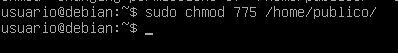 usuario@debian:~$ sudo chmod 775 /home/publico/
usuario@debian:~$ _